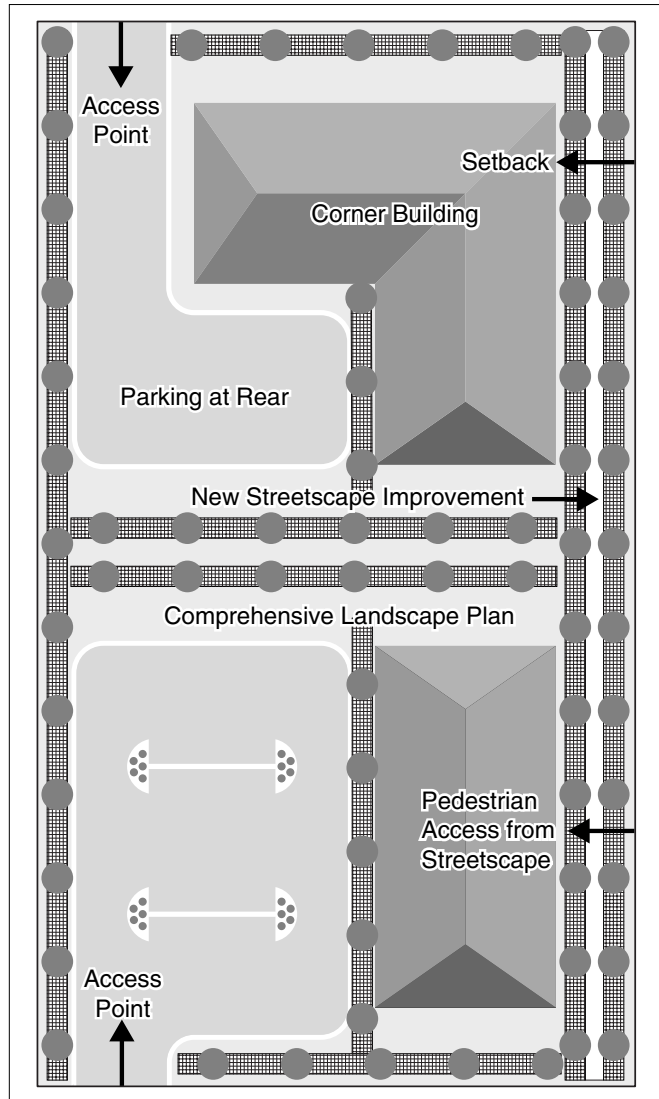 Access
Point
Setback
Corner Building
Parking at Rear
New Streetscape Improvement
Comprehensive Landscape Plan
Pedestrian
Access from
Streetscape
Access
Point